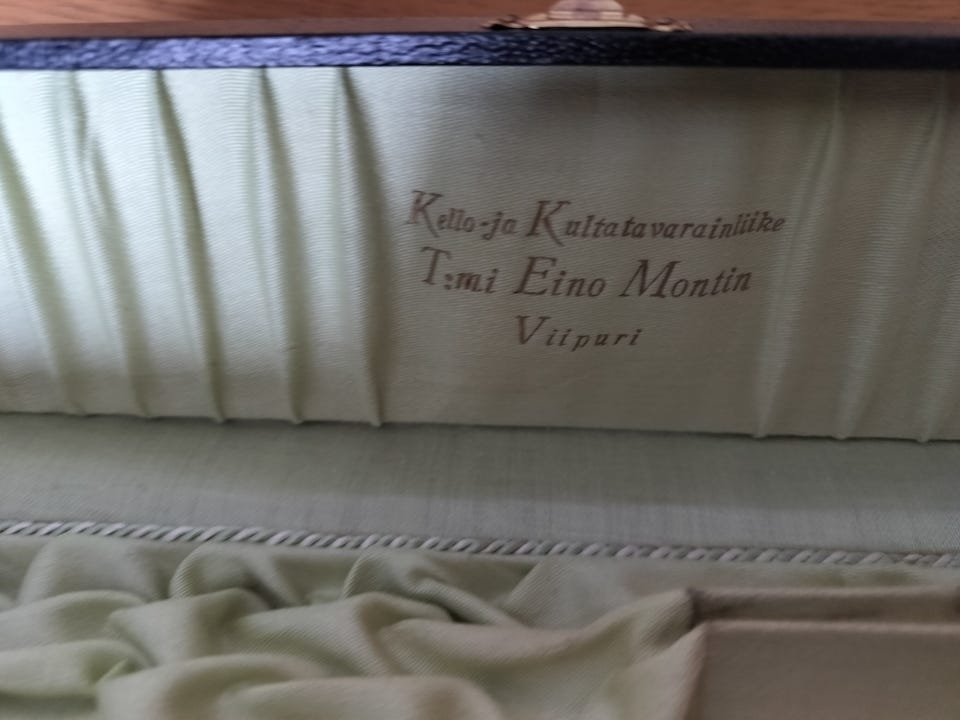 Kello-ja Kultatavarainliike
T:mi Eino Montin
Viipuri